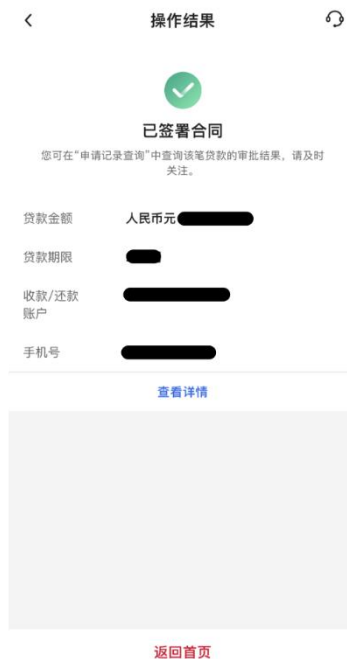 操作结果
已签署合同
您可在“申请记录查询”中查询该笔贷款的审批结果，请及时
关注。
贷款金额 人民币元
贷款期限
收款/还款
账户
手机号
查看详情
返回首页